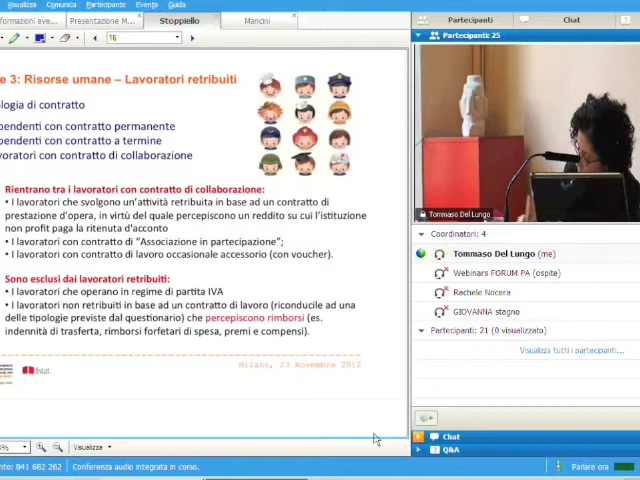 Visualizza Comunica Partecipante Evento Guida
formazioni eve... Presentazione M... Stoppiello Mancini
16
Partecipanti Chat
Partecipanti: 25
e 3: Risorse umane – Lavoratori retribuiti
ologia di contratto
pendenti con contratto permanente
pendenti con contratto a termine
voratori con contratto di collaborazione
Rientrano tra i lavoratori con contratto di collaborazione:
• I lavoratori che svolgono un'attività retribuita in base ad un contratto di
prestazione d'opera, in virtù del quale percepiscono un reddito su cui l'istituzione
non profit paga la ritenuta d'acconto
• I lavoratori con contratto di "Associazione in partecipazione";
• I lavoratori con contratto di lavoro occasionale accessorio (con voucher).
Sono esclusi dai lavoratori retribuiti:
• I lavoratori che operano in regime di partita IVA
• I lavoratori non retribuiti in base ad un contratto di lavoro (riconducile ad una
delle tipologie previste dal questionario) che percepiscono rimborsi (es.
indennità di trasferta, rimborsi forfetari di spesa, premi e compensi).
Milano, 23 Novembre 2012
Istat
Tommaso Del Lungo
Coordinatori: 4
Tommaso Del Lungo (me)
Webinars FORUM PA (ospite)
Rachele Nocera
GIOVANNA stagno
Partecipanti: 21 (0 visualizzato)
Visualizza tutti i partecipanti...
Chat
Q&A
Visualizza
nto: 841 682 262 Conferenza audio integrata in corso.
Parlare ora